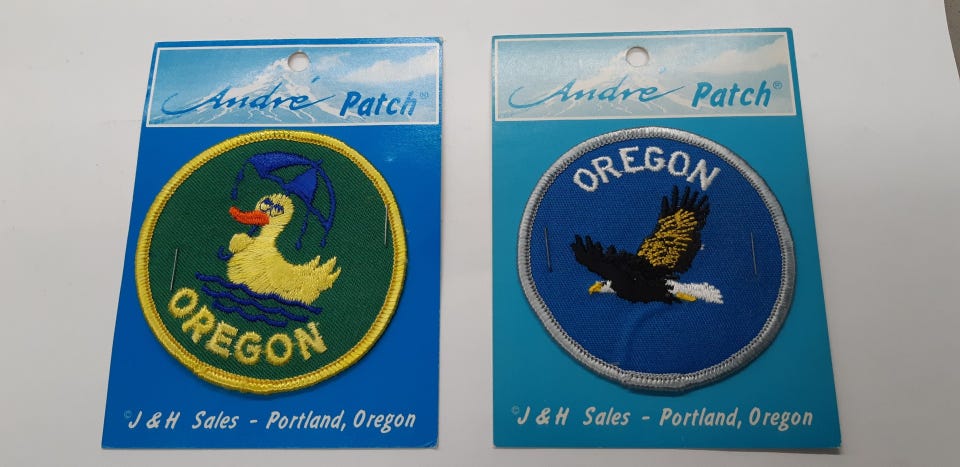 André Patch®
OREGON
© J & H Sales - Portland, Oregon
André Patch®
OREGON
© J & H Sales - Portland, Oregon